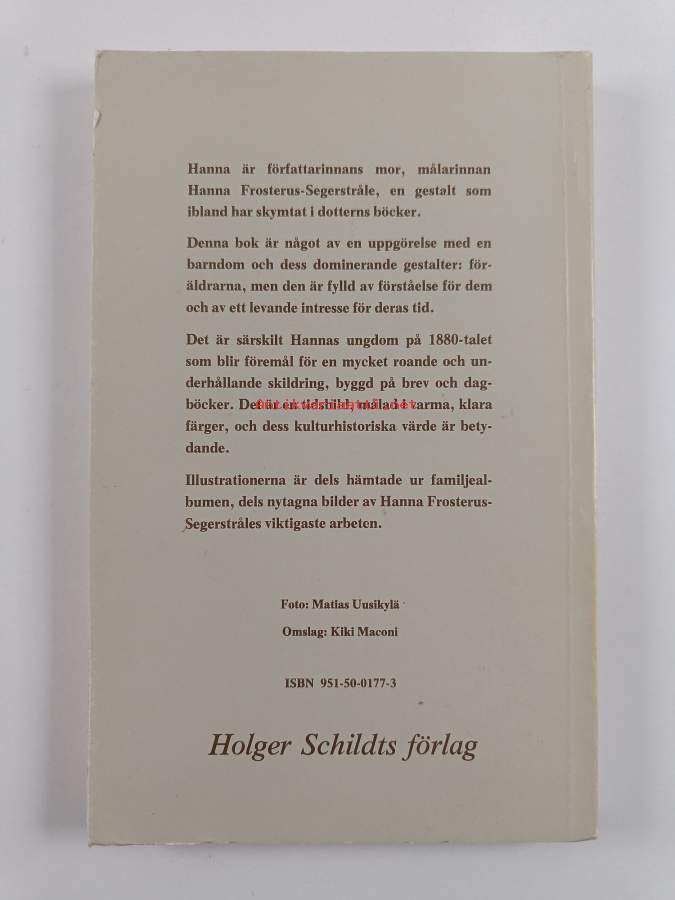 Hanna är författarinnans mor, målarinnan
Hanna Frosterus-Segerstråle, en gestalt som
ibland har skymtat i dotterns böcker.
Denna bok är något av en uppgörelse med en
barndom och dess dominerande gestalter: för-
äldrarna, men den är fylld av förståelse för dem
och av ett levande intresse för deras tid.
Det är särskilt Hannas ungdom på 1880-talet
som blir föremål för en mycket roande och un-
derhållande skildring, byggd på brev och dag-
böcker. Det är en tidsbild, målad i varma, klara
färger, och dess kulturhistoriska värde är bety-
dande.
Illustrationerna är dels hämtade ur familjeal-
bumen, dels nytagna bilder av Hanna Frosterus-
Segerstråles viktigaste arbeten.
Foto: Matias Uusikylä
Omslag: Kiki Maconi
ISBN 951-50-0177-3
Holger Schildts förlag